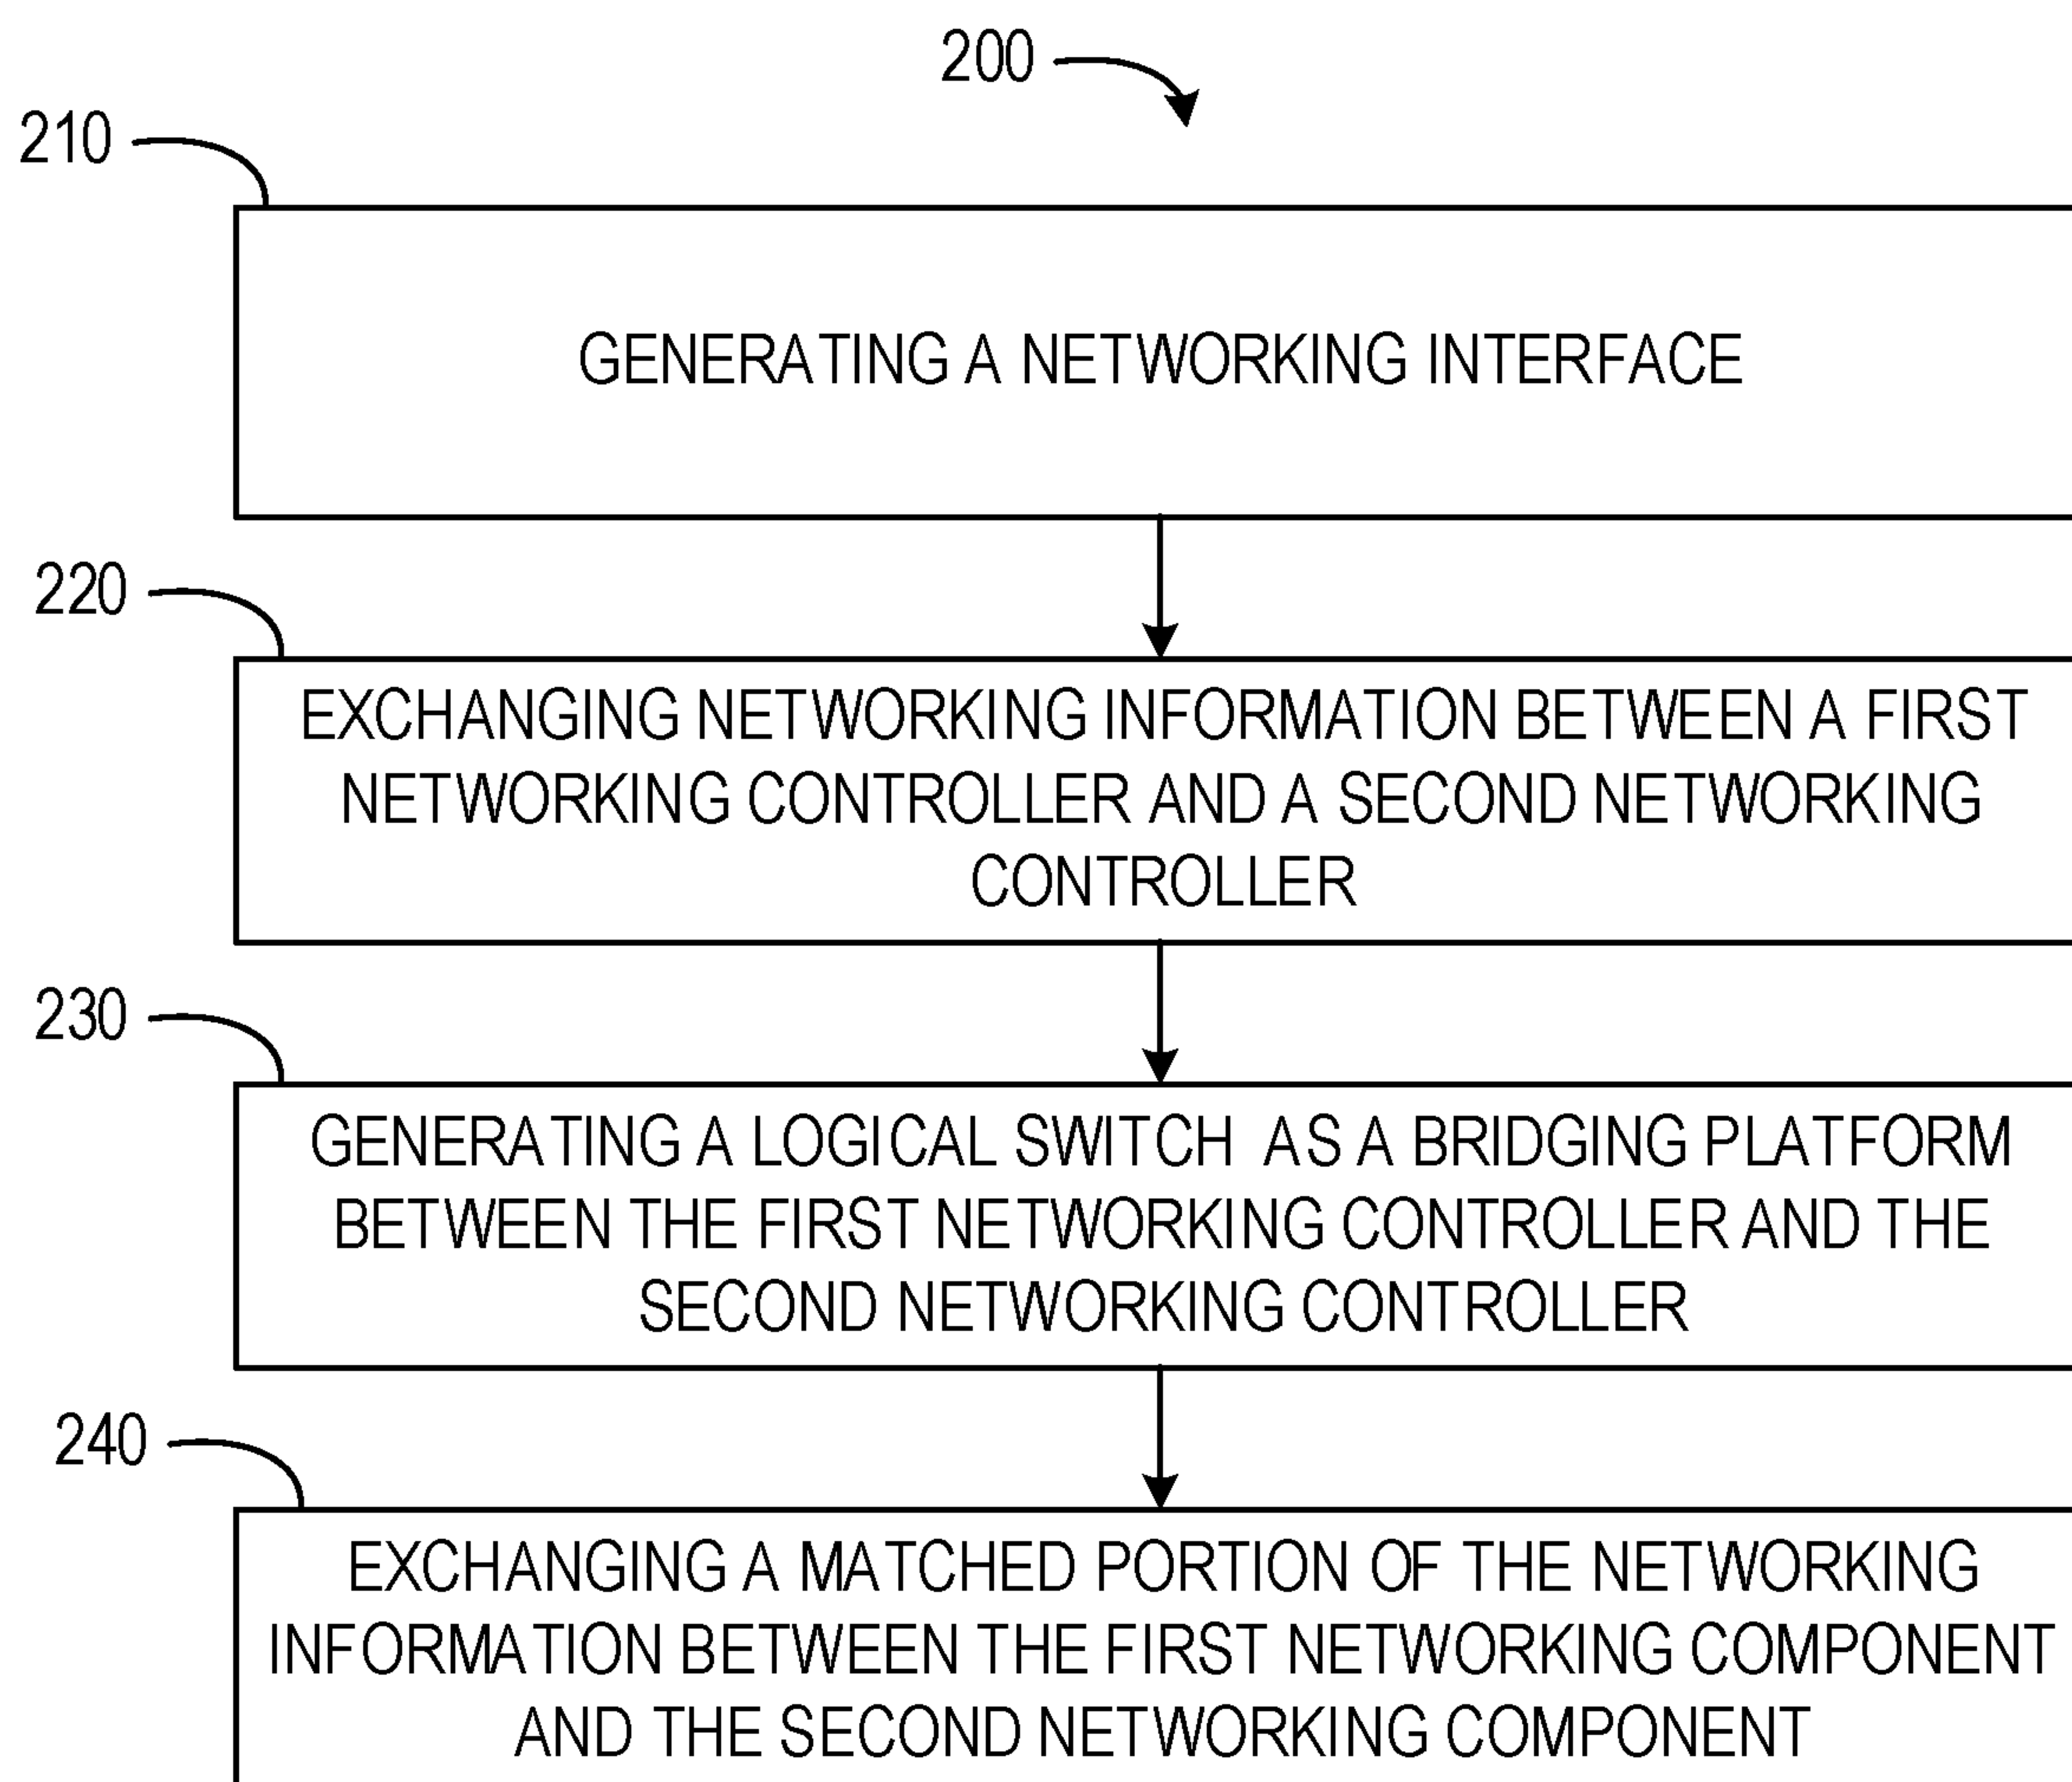 200
210
GENERATING A NETWORKING INTERFACE
220
EXCHANGING NETWORKING INFORMATION BETWEEN A FIRST
NETWORKING CONTROLLER AND A SECOND NETWORKING
CONTROLLER
230
GENERATING A LOGICAL SWITCH AS A BRIDGING PLATFORM
BETWEEN THE FIRST NETWORKING CONTROLLER AND THE
SECOND NETWORKING CONTROLLER
240
EXCHANGING A MATCHED PORTION OF THE NETWORKING
INFORMATION BETWEEN THE FIRST NETWORKING COMPONENT
AND THE SECOND NETWORKING COMPONENT